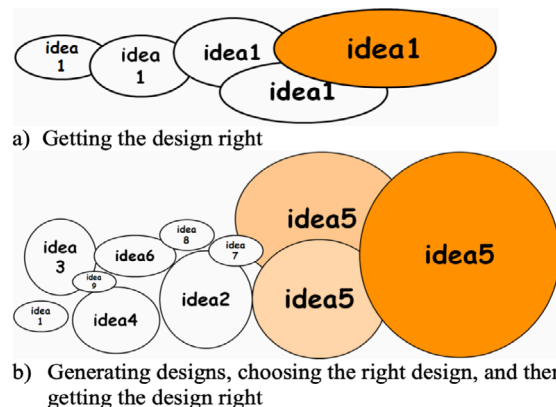 idea
1
idea
1
idea1
idea1
idea1
a) Getting the design right
idea
3
idea
9
idea
1
idea6
idea4
idea
8
idea
7
idea2
idea5
idea5
idea5
b) Generating designs, choosing the right design, and then
getting the design right